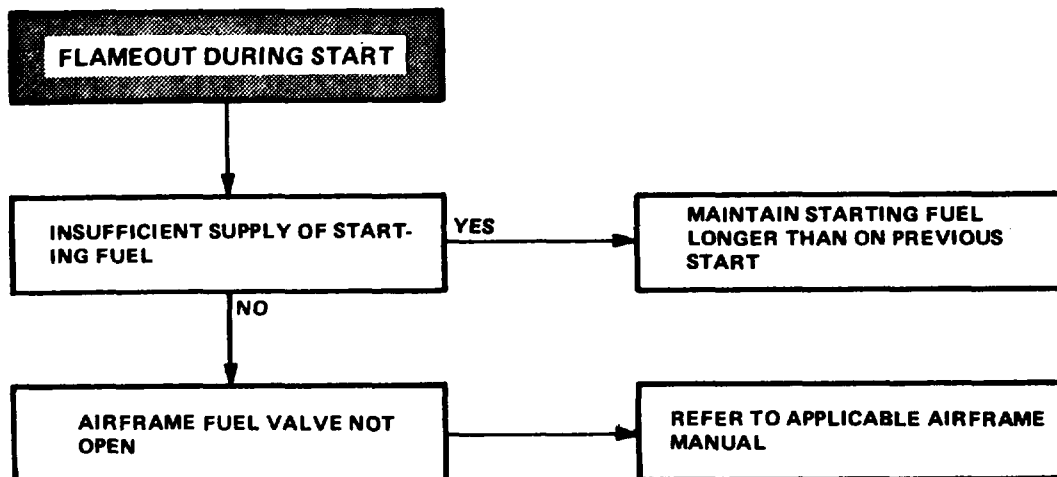 FLAMEOUT DURING START
INSUFFICIENT SUPPLY OF START-
ING FUEL
YES
MAINTAIN STARTING FUEL
LONGER THAN ON PREVIOUS
START
NO
AIRFRAME FUEL VALVE NOT
OPEN
REFER TO APPLICABLE AIRFRAME
MANUAL